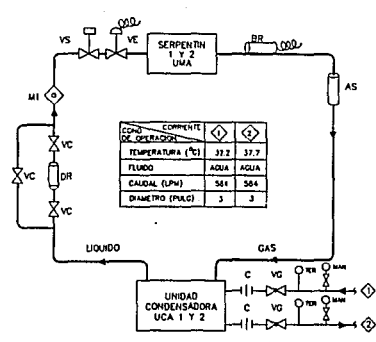 VS
VE
SERPENTIN
1 Y 2
UMA
BR
AS
MI
VC
VC
DR
VC
CORRIENTE
COND
DE OPERACION
1
2
TEMPERATURA (°C)
32.2
37.7
FLUIDO
AGUA
AGUA
CAUDAL (LPM)
564
564
DIAMETRO (PULG)
3
3
LIQUIDO
GAS
UNIDAD
CONDENSADORA
UCA 1 Y 2
C
VG
TER
MAN
1
C
VG
TER
MAN
2